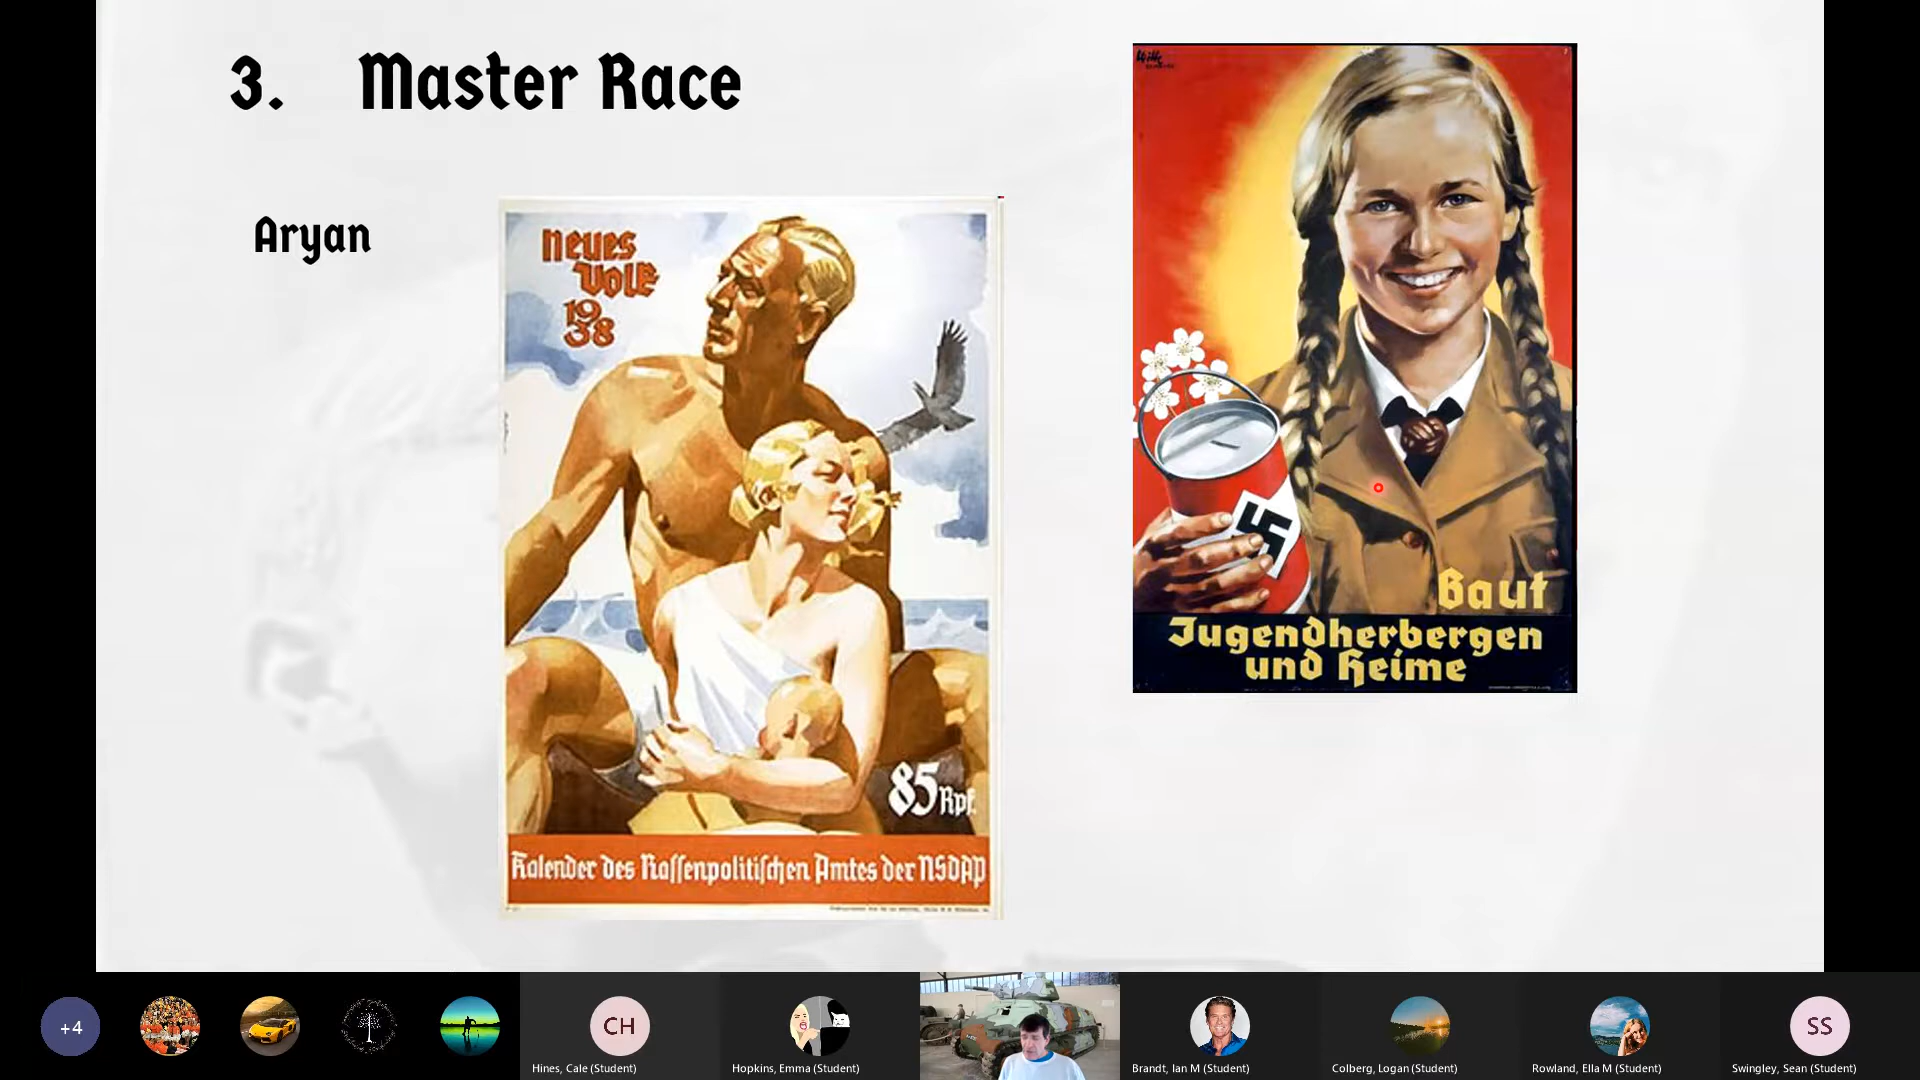 3. Master Race
Aryan
Neues
Volk
19
38
85 Rpf.
Kalender des Rassenpolitischen Amtes der NSDAP
Baut
Jugendherbergen
und Heime
+4
CH
Hines, Cale (Student)
Hopkins, Emma (Student)
Brandt, Ian M (Student)
Colberg, Logan (Student)
Rowland, Ella M (Student)
SS
Swingley, Sean (Student)